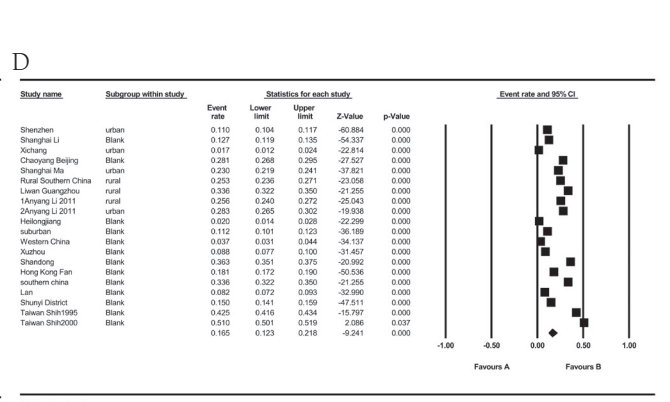 D
Study name Subgroup within study Statistics for each study Event rate and 95% CI
Event rate Lower limit Upper limit Z-Value p-Value
Shenzhen urban 0.110 0.104 0.117 -60.884 0.000
Shanghai Li Blank 0.127 0.119 0.135 -54.337 0.000
Xichang urban 0.017 0.012 0.024 -22.814 0.000
Chaoyang Beijing Blank 0.281 0.268 0.295 -27.527 0.000
Shanghai Ma urban 0.230 0.219 0.241 -37.821 0.000
Rural Southern China rural 0.253 0.236 0.271 -23.058 0.000
Liwan Guangzhou rural 0.336 0.322 0.350 -21.255 0.000
1Anyang Li 2011 rural 0.256 0.240 0.272 -25.043 0.000
2Anyang Li 2011 urban 0.283 0.265 0.302 -19.938 0.000
Heilongjiang Blank 0.020 0.014 0.028 -22.299 0.000
suburban Blank 0.112 0.101 0.123 -36.189 0.000
Western China Blank 0.037 0.031 0.044 -34.137 0.000
Xuzhou Blank 0.088 0.077 0.100 -31.457 0.000
Shandong Blank 0.363 0.351 0.375 -20.992 0.000
Hong Kong Fan Blank 0.181 0.172 0.190 -50.536 0.000
southern china Blank 0.336 0.322 0.350 -21.255 0.000
Lan Blank 0.082 0.072 0.093 -32.990 0.000
Shunyi District Blank 0.150 0.141 0.159 -47.511 0.000
Taiwan Shih1995 Blank 0.425 0.416 0.434 -15.797 0.000
Taiwan Shih2000 Blank 0.510 0.501 0.519 2.086 0.037
0.165 0.123 0.218 -9.241 0.000
-1.00 -0.50 0.00 0.50 1.00
Favours A Favours B